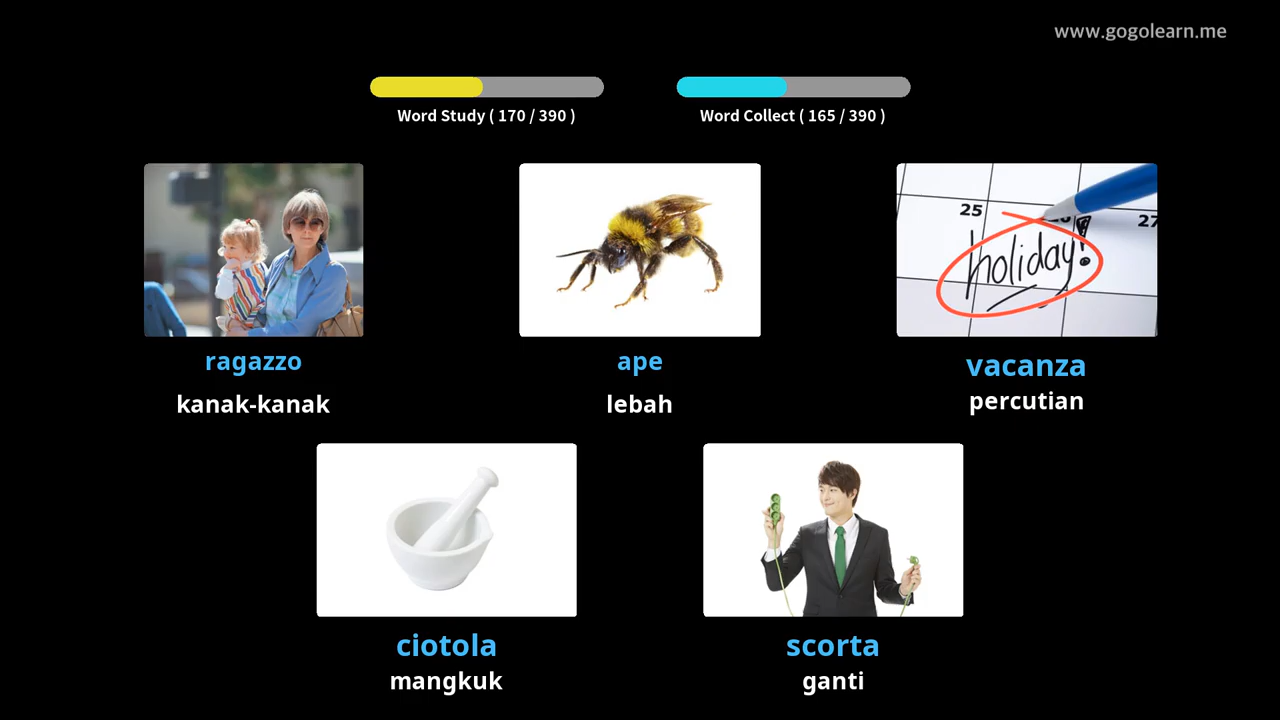 www.gogolearn.me
Word Study ( 170 / 390 )
Word Collect ( 165 / 390 )
25
27
holiday!
ragazzo
kanak-kanak
ape
lebah
vacanza
percutian
ciotola
mangkuk
scorta
ganti